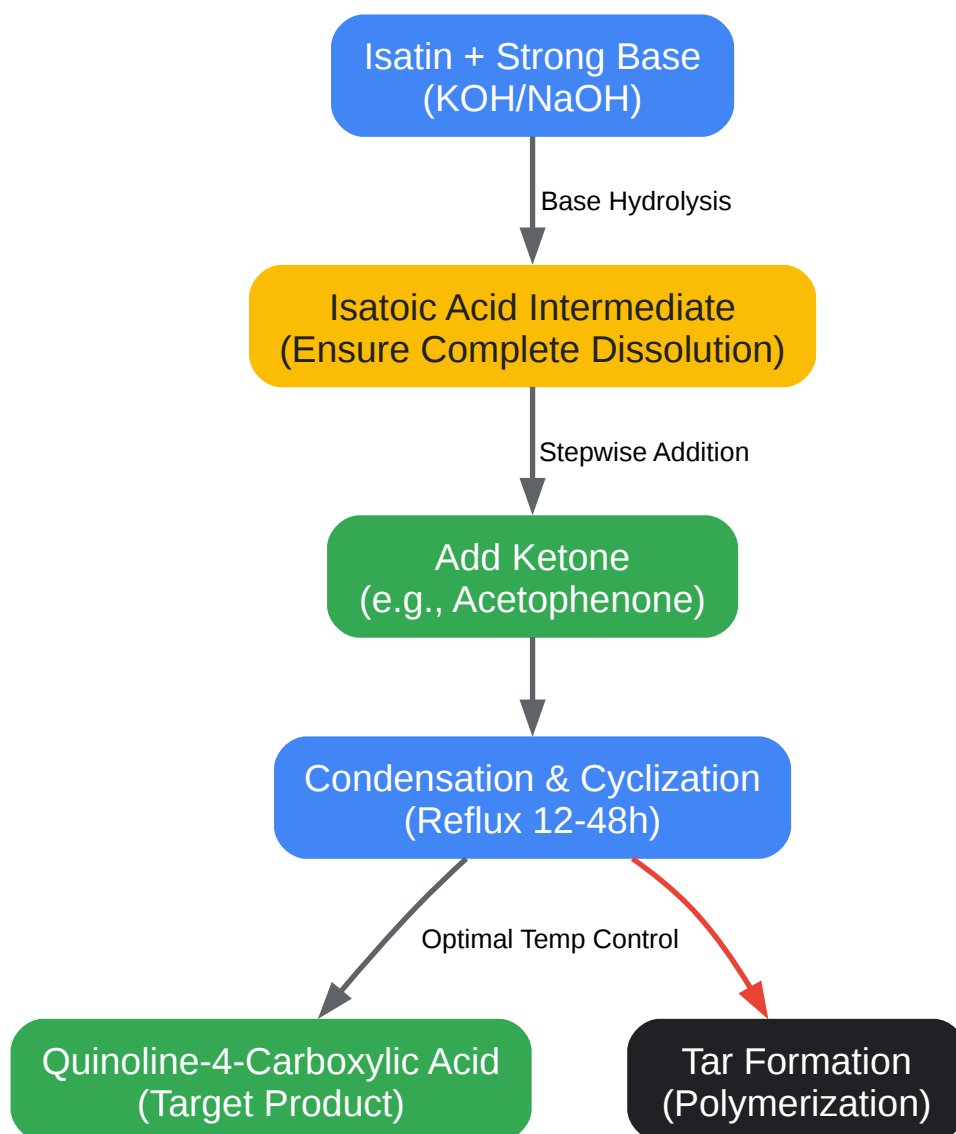 Isatin + Strong Base
(KOH/NaOH)
Base Hydrolysis
Isatoic Acid Intermediate
(Ensure Complete Dissolution)
Stepwise Addition
Add Ketone
(e.g., Acetophenone)
Condensation & Cyclization
(Reflux 12-48h)
Optimal Temp Control
Quinoline-4-Carboxylic Acid
(Target Product)
Tar Formation
(Polymerization)